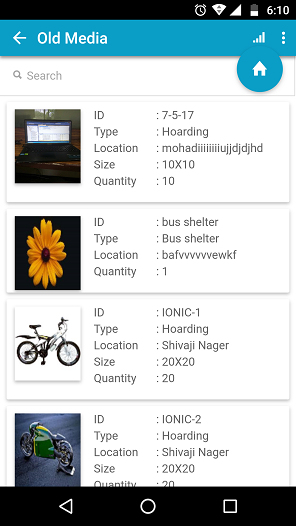 6:10
Old Media
Search
ID : 7-5-17
Type : Hoarding
Location : mohadiiiiiiiiujjdjdjhd
Size : 10X10
Quantity : 10
ID : bus shelter
Type : Bus shelter
Location : bafvvvvvewkf
Quantity : 1
ID : IONIC-1
Type : Hoarding
Location : Shivaji Nager
Size : 20X20
Quantity : 20
ID : IONIC-2
Type : Hoarding
Location : Shivaji Nager
Size : 20X20
Quantity : 20